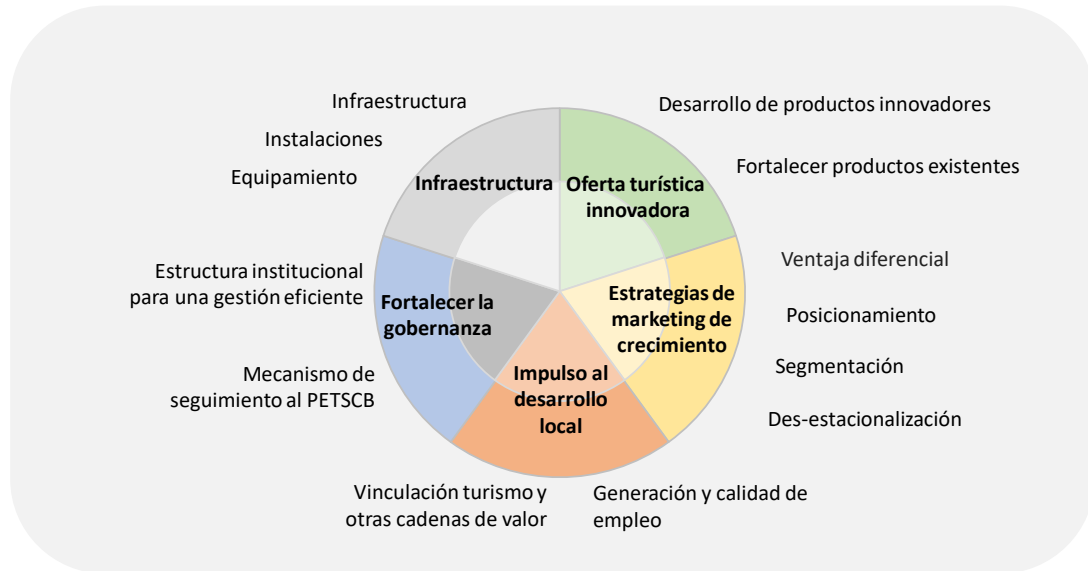 Infraestructura
Instalaciones
Equipamiento
Desarrollo de productos innovadores
Fortalecer productos existentes
Infraestructura
Oferta turística
innovadora
Ventaja diferencial
Posicionamiento
Segmentación
Des-estacionalización
Estrategias de
marketing de
crecimiento
Estructura institucional
para una gestión eficiente
Fortalecer la
gobernanza
Mecanismo de
seguimiento al PETSCB
Impulso al
desarrollo
local
Vinculación turismo y
otras cadenas de valor
Generación y calidad de
empleo